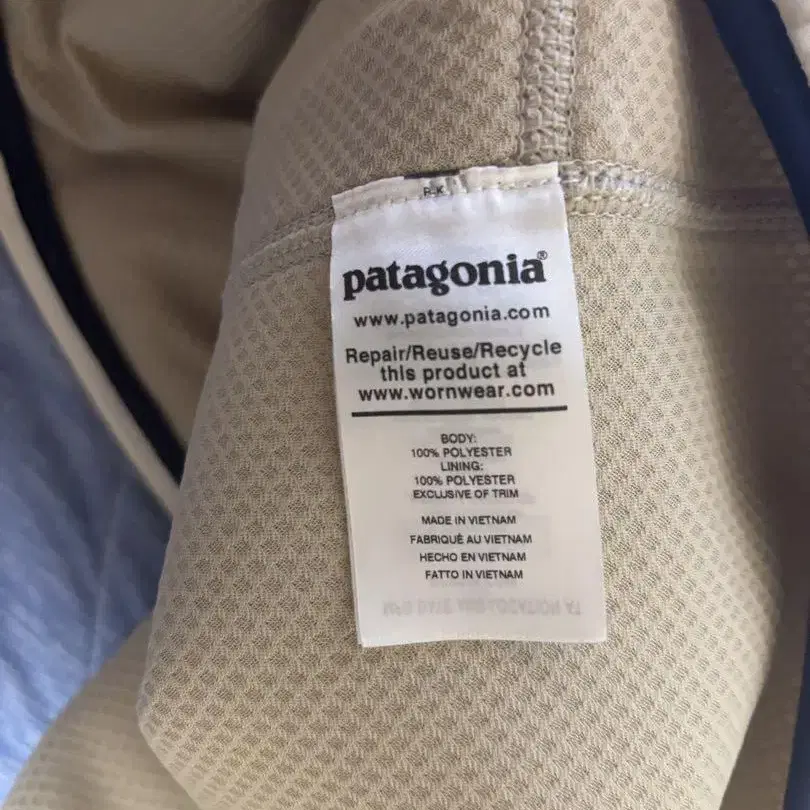 patagonia®
www.patagonia.com
Repair/Reuse/Recycle
this product at
www.wornwear.com
BODY:
100% POLYESTER
LINING:
100% POLYESTER
EXCLUSIVE OF TRIM
MADE IN VIETNAM
FABRIQUÉ AU VIETNAM
HECHO EN VIETNAM
FATTO IN VIETNAM